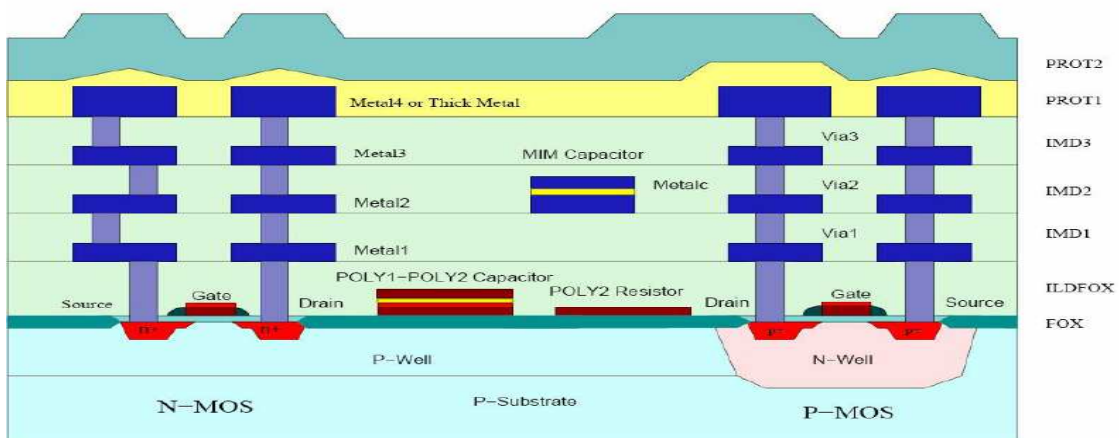 PROT2
Metal4 or Thick Metal
PROT1
Via3
IMD3
Metal3
MIM Capacitor
Metalc
Via2
IMD2
Metal2
Via1
IMD1
Metal1
POLY1-POLY2 Capacitor
ILDFOX
Source
Gate
Drain
POLY2 Resistor
Drain
Gate
Source
FOX
n+
n+
p+
p+
P-Well
N-Well
N-MOS
P-Substrate
P-MOS